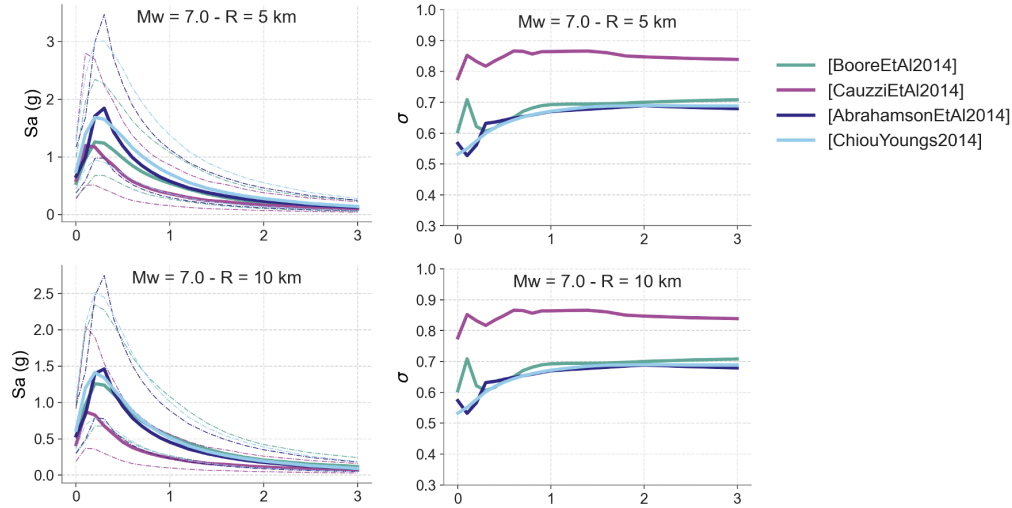 Mw = 7.0 - R = 5 km
Sa (g)
3
2
1
0
0 1 2 3
Mw = 7.0 - R = 5 km
σ
1.0
0.9
0.8
0.7
0.6
0.5
0.4
0.3
0 1 2 3
[BooreEtAl2014]
[CauzziEtAl2014]
[AbrahamsonEtAl2014]
[ChiouYoungs2014]
Mw = 7.0 - R = 10 km
Sa (g)
2.5
2.0
1.5
1.0
0.5
0.0
0 1 2 3
Mw = 7.0 - R = 10 km
σ
1.0
0.9
0.8
0.7
0.6
0.5
0.4
0.3
0 1 2 3